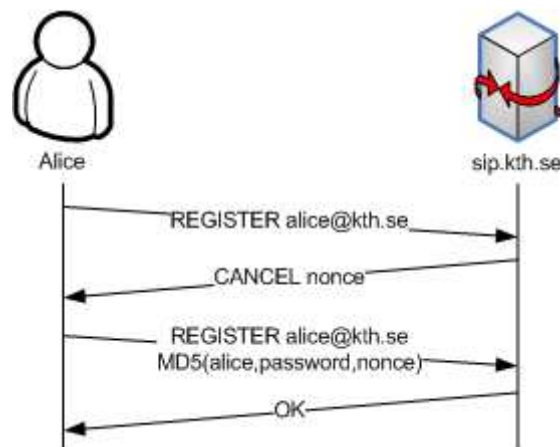 Alice
sip.kth.se
REGISTER alice@kth.se
CANCEL nonce
REGISTER alice@kth.se
MD5(alice,password,nonce)
OK